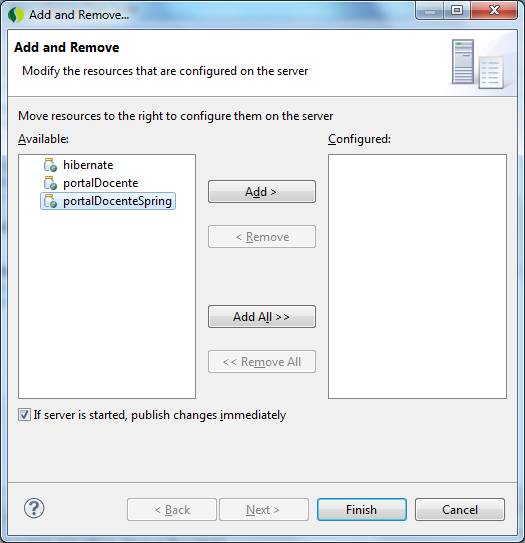 Add and Remove...
Add and Remove
Modify the resources that are configured on the server
Move resources to the right to configure them on the server
Available:
Configured:
hibernate
portalDocente
portalDocenteSpring
Add >
< Remove
Add All >>
<< Remove All
If server is started, publish changes immediately
?
< Back
Next >
Finish
Cancel